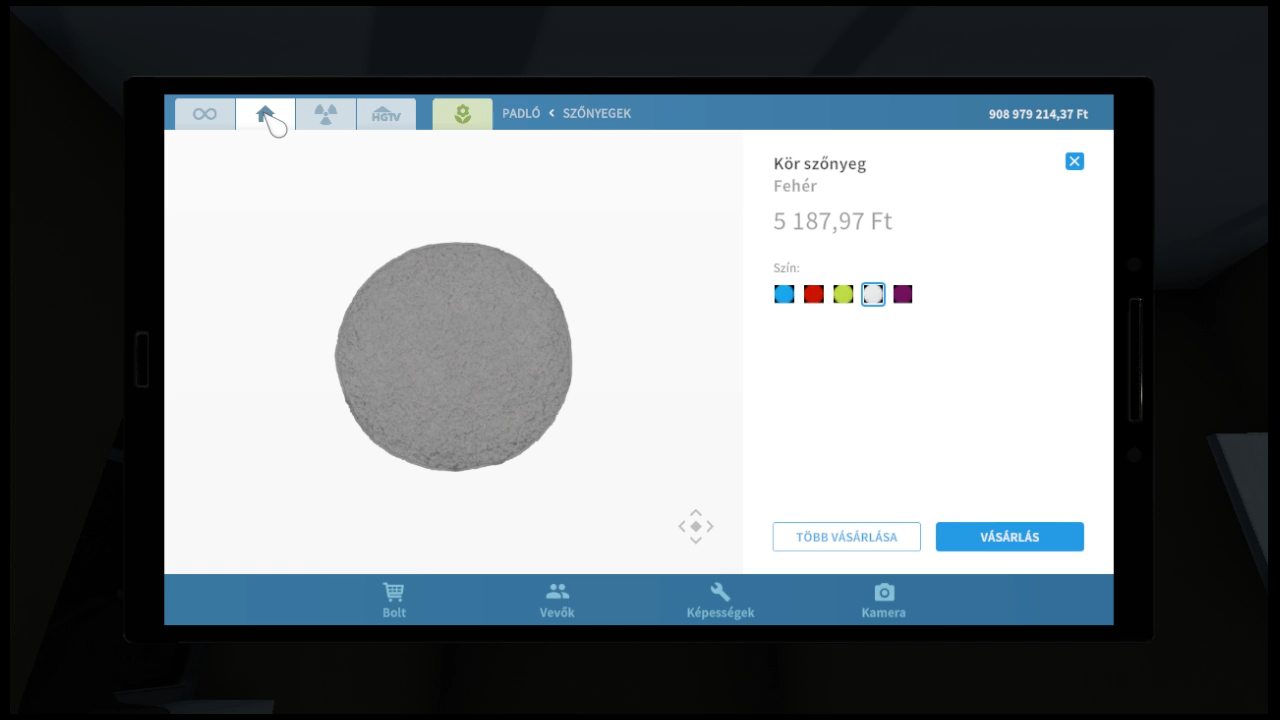 HGTV
PADLÓ < SZŐNYEGEK
908 979 214,37 Ft
Kör szőnyeg
Fehér
5 187,97 Ft
Szín:
TÖBB VÁSÁRLÁSA
VÁSÁRLÁS
Bolt
Vevők
Képességek
Kamera